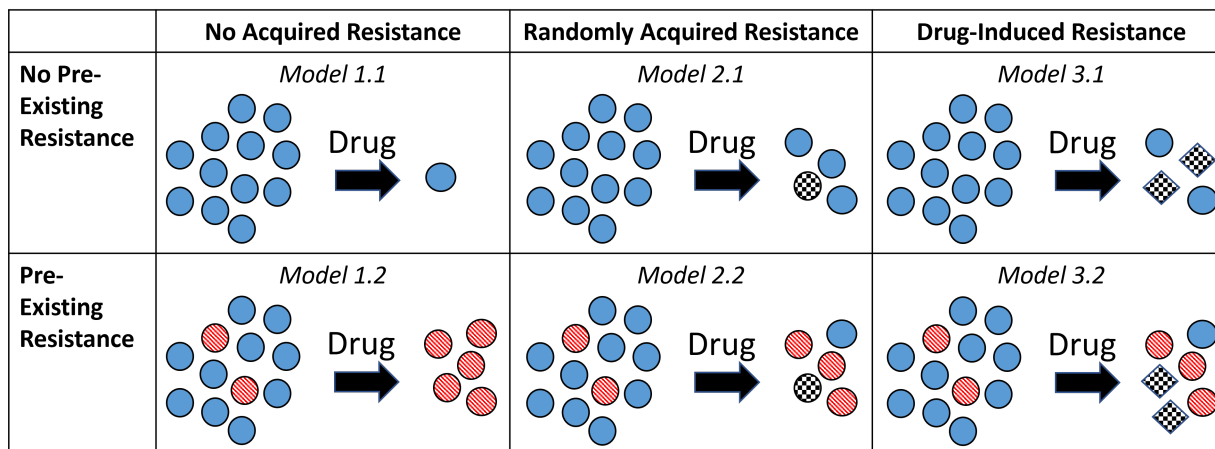 No Acquired Resistance
Randomly Acquired Resistance
Drug-Induced Resistance
No Pre-
Existing
Resistance
Model 1.1
Drug
Model 2.1
Drug
Model 3.1
Drug
Pre-
Existing
Resistance
Model 1.2
Drug
Model 2.2
Drug
Model 3.2
Drug